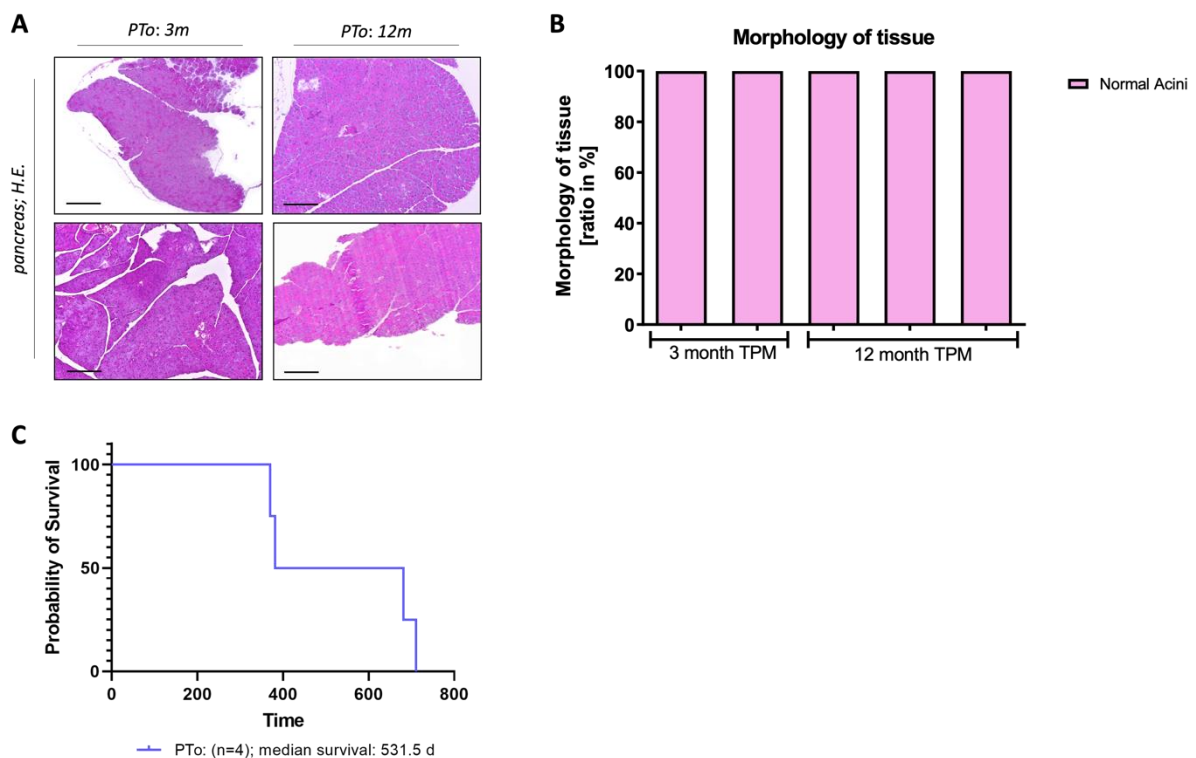 A
PTo: 3m
PTo: 12m
pancreas; H.E.
B
Morphology of tissue
Morphology of tissue
[ratio in %]
100
80
60
40
20
0
3 month TPM
12 month TPM
Normal Acini
C
Probability of Survival
100
50
0
0
200
400
600
800
Time
PTo: (n=4); median survival: 531.5 d